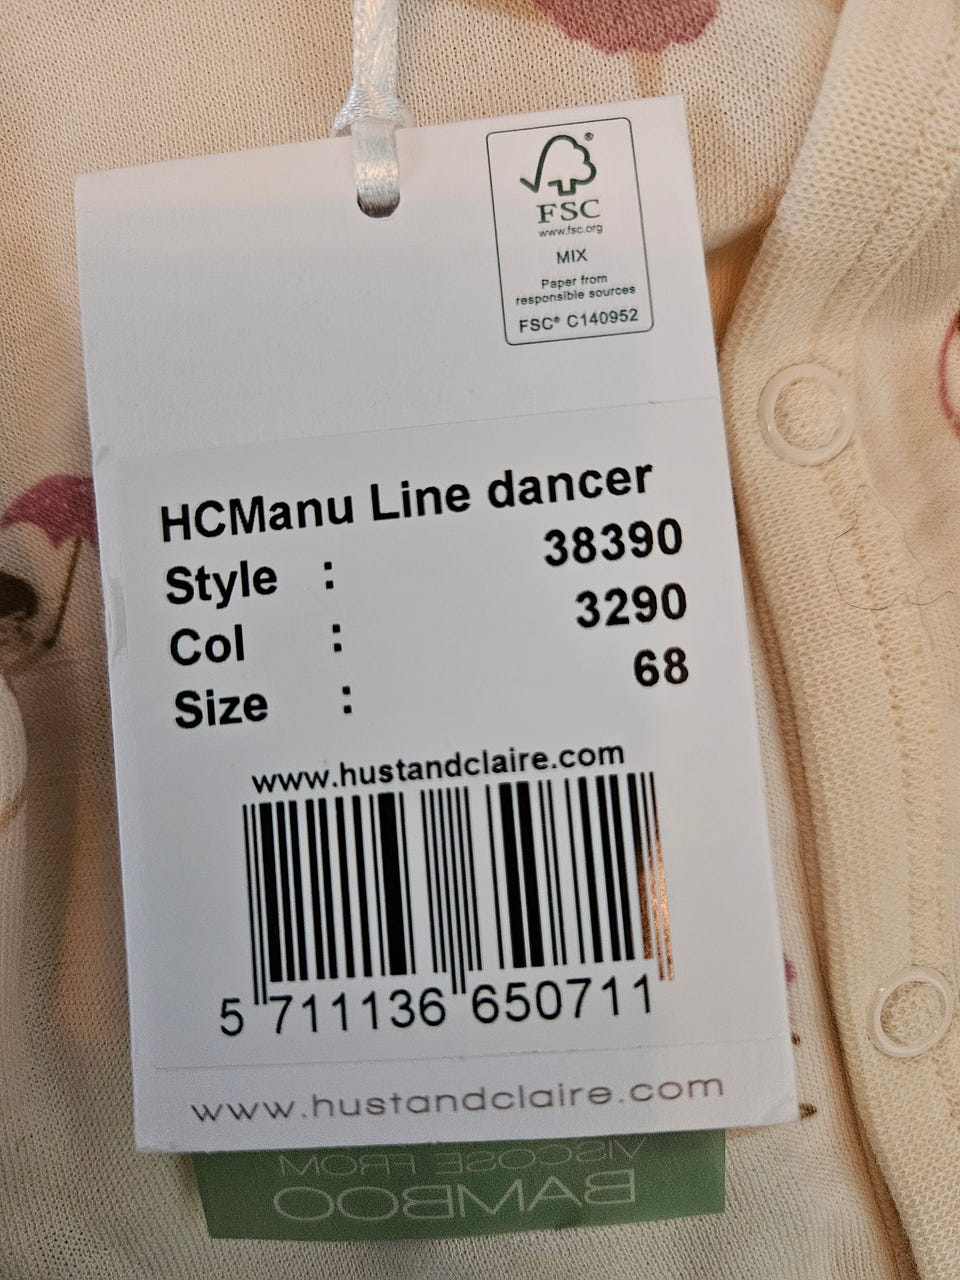 FSC®
www.fsc.org
MIX
Paper from
responsible sources
FSC® C140952
HCManu Line dancer
Style : 38390
Col : 3290
Size : 68
www.hustandclaire.com
5 711136 650711
www.hustandclaire.com
VISCOSE FROM
BAMBOO